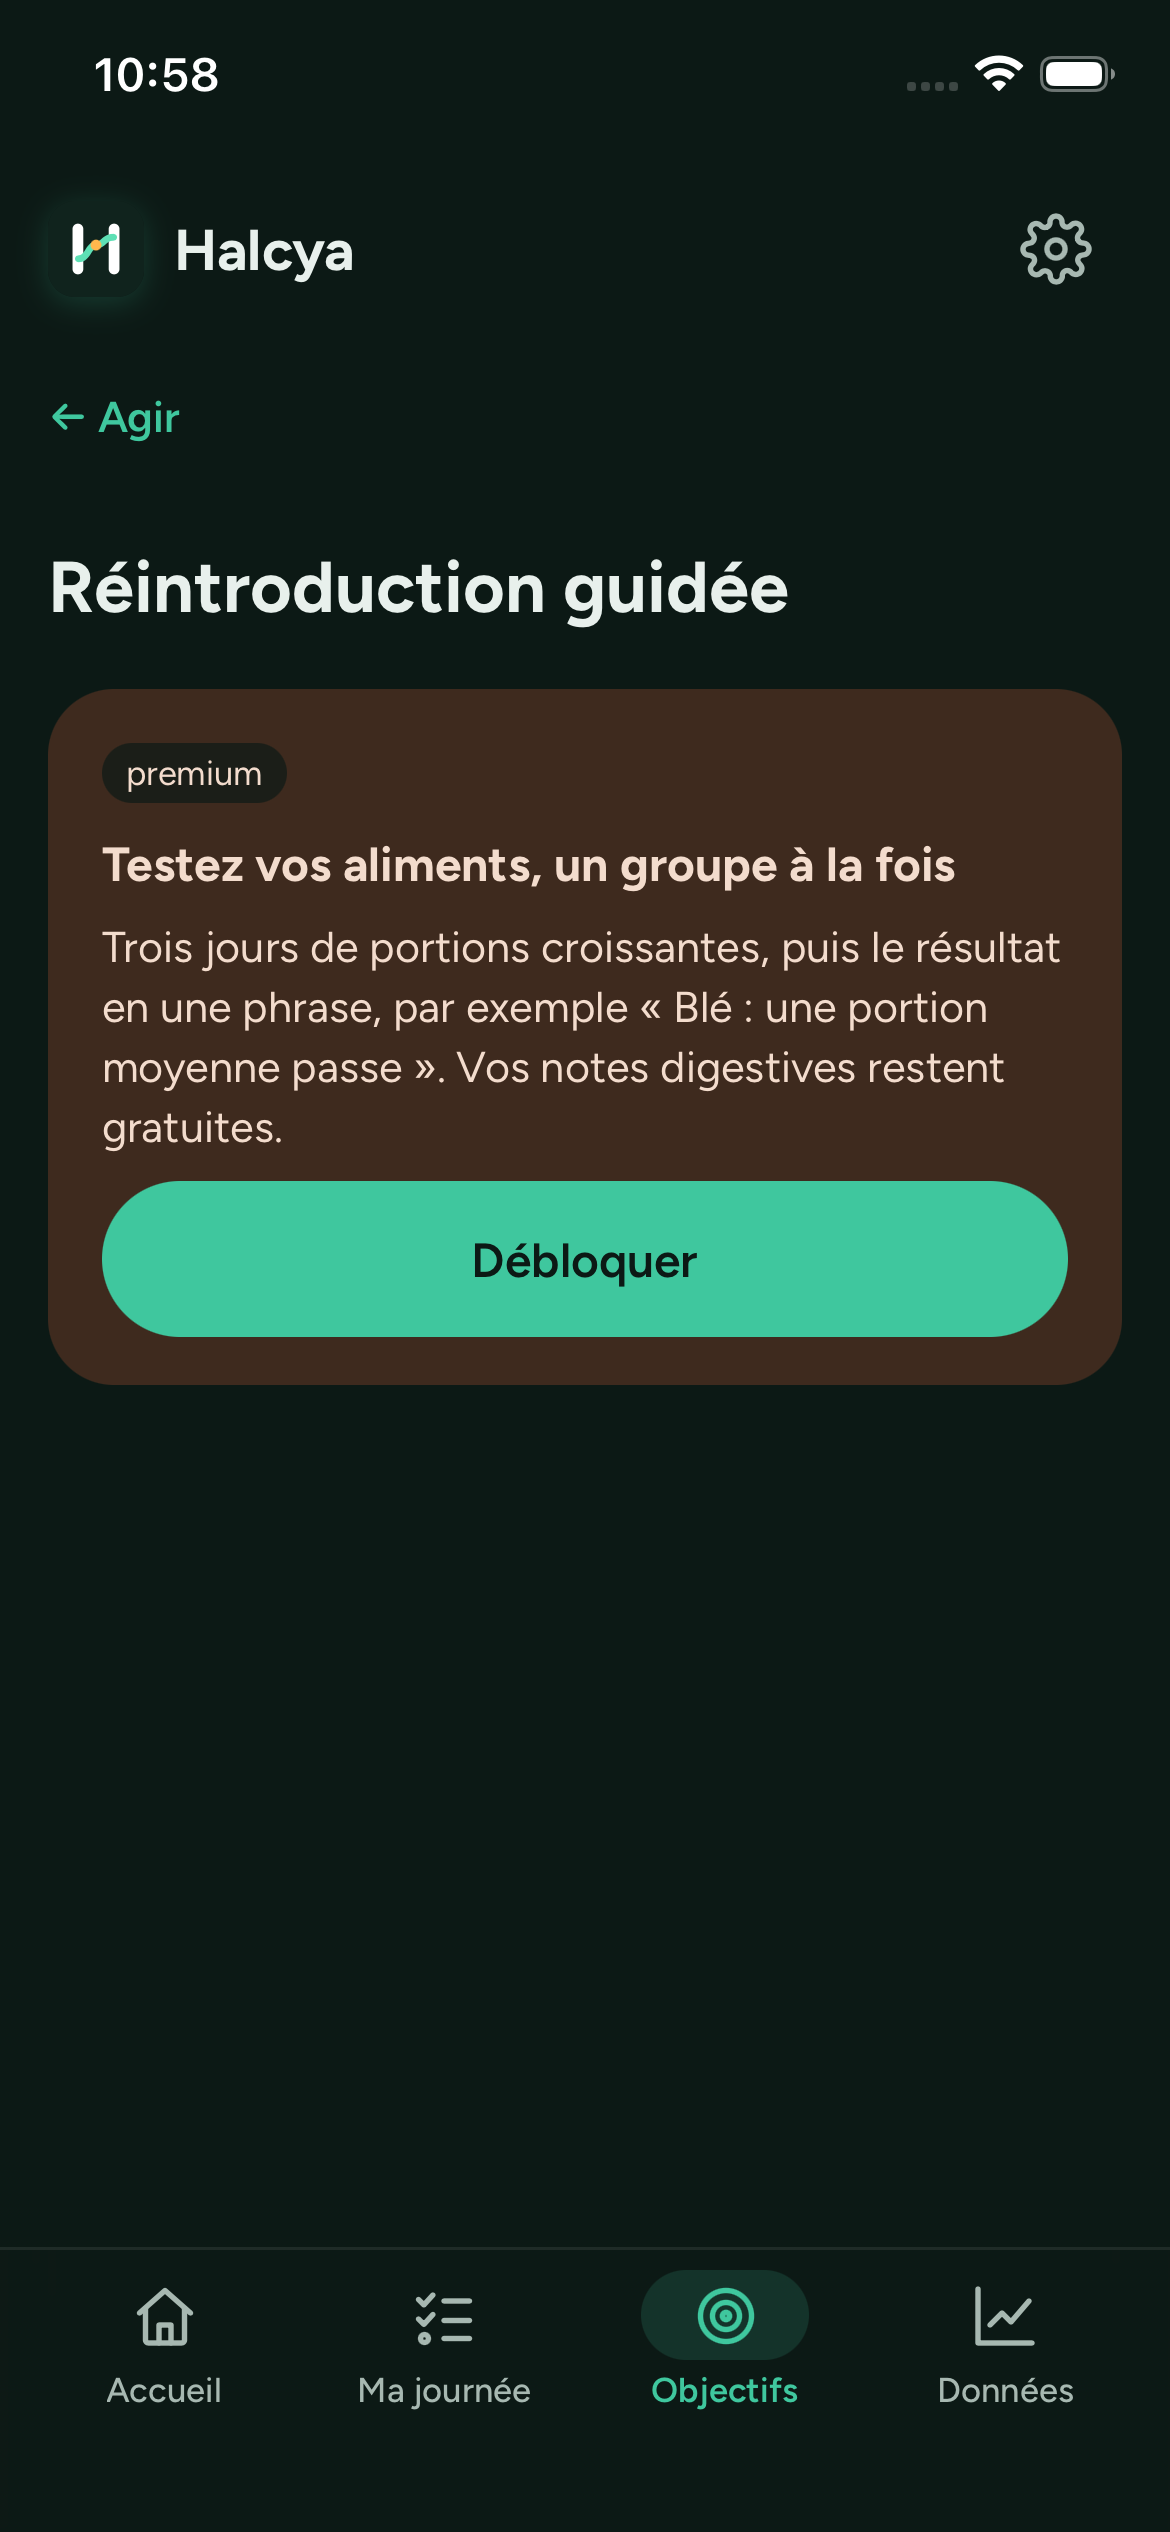 10:58
Halcya
← Agir
Réintroduction guidée
premium
Testez vos aliments, un groupe à la fois
Trois jours de portions croissantes, puis le résultat
en une phrase, par exemple « Blé : une portion
moyenne passe ». Vos notes digestives restent
gratuites.
Débloquer
Accueil
Ma journée
Objectifs
Données